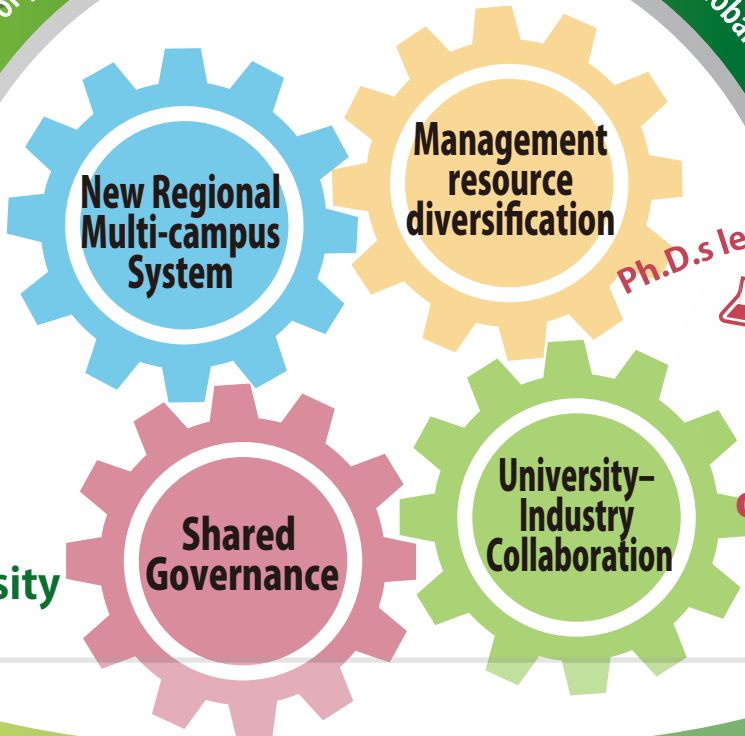 New Regional
Multi-campus
System
Management
resource
diversification
Ph.D.s le
Shared
Governance
University–
Industry
Collaboration
sity